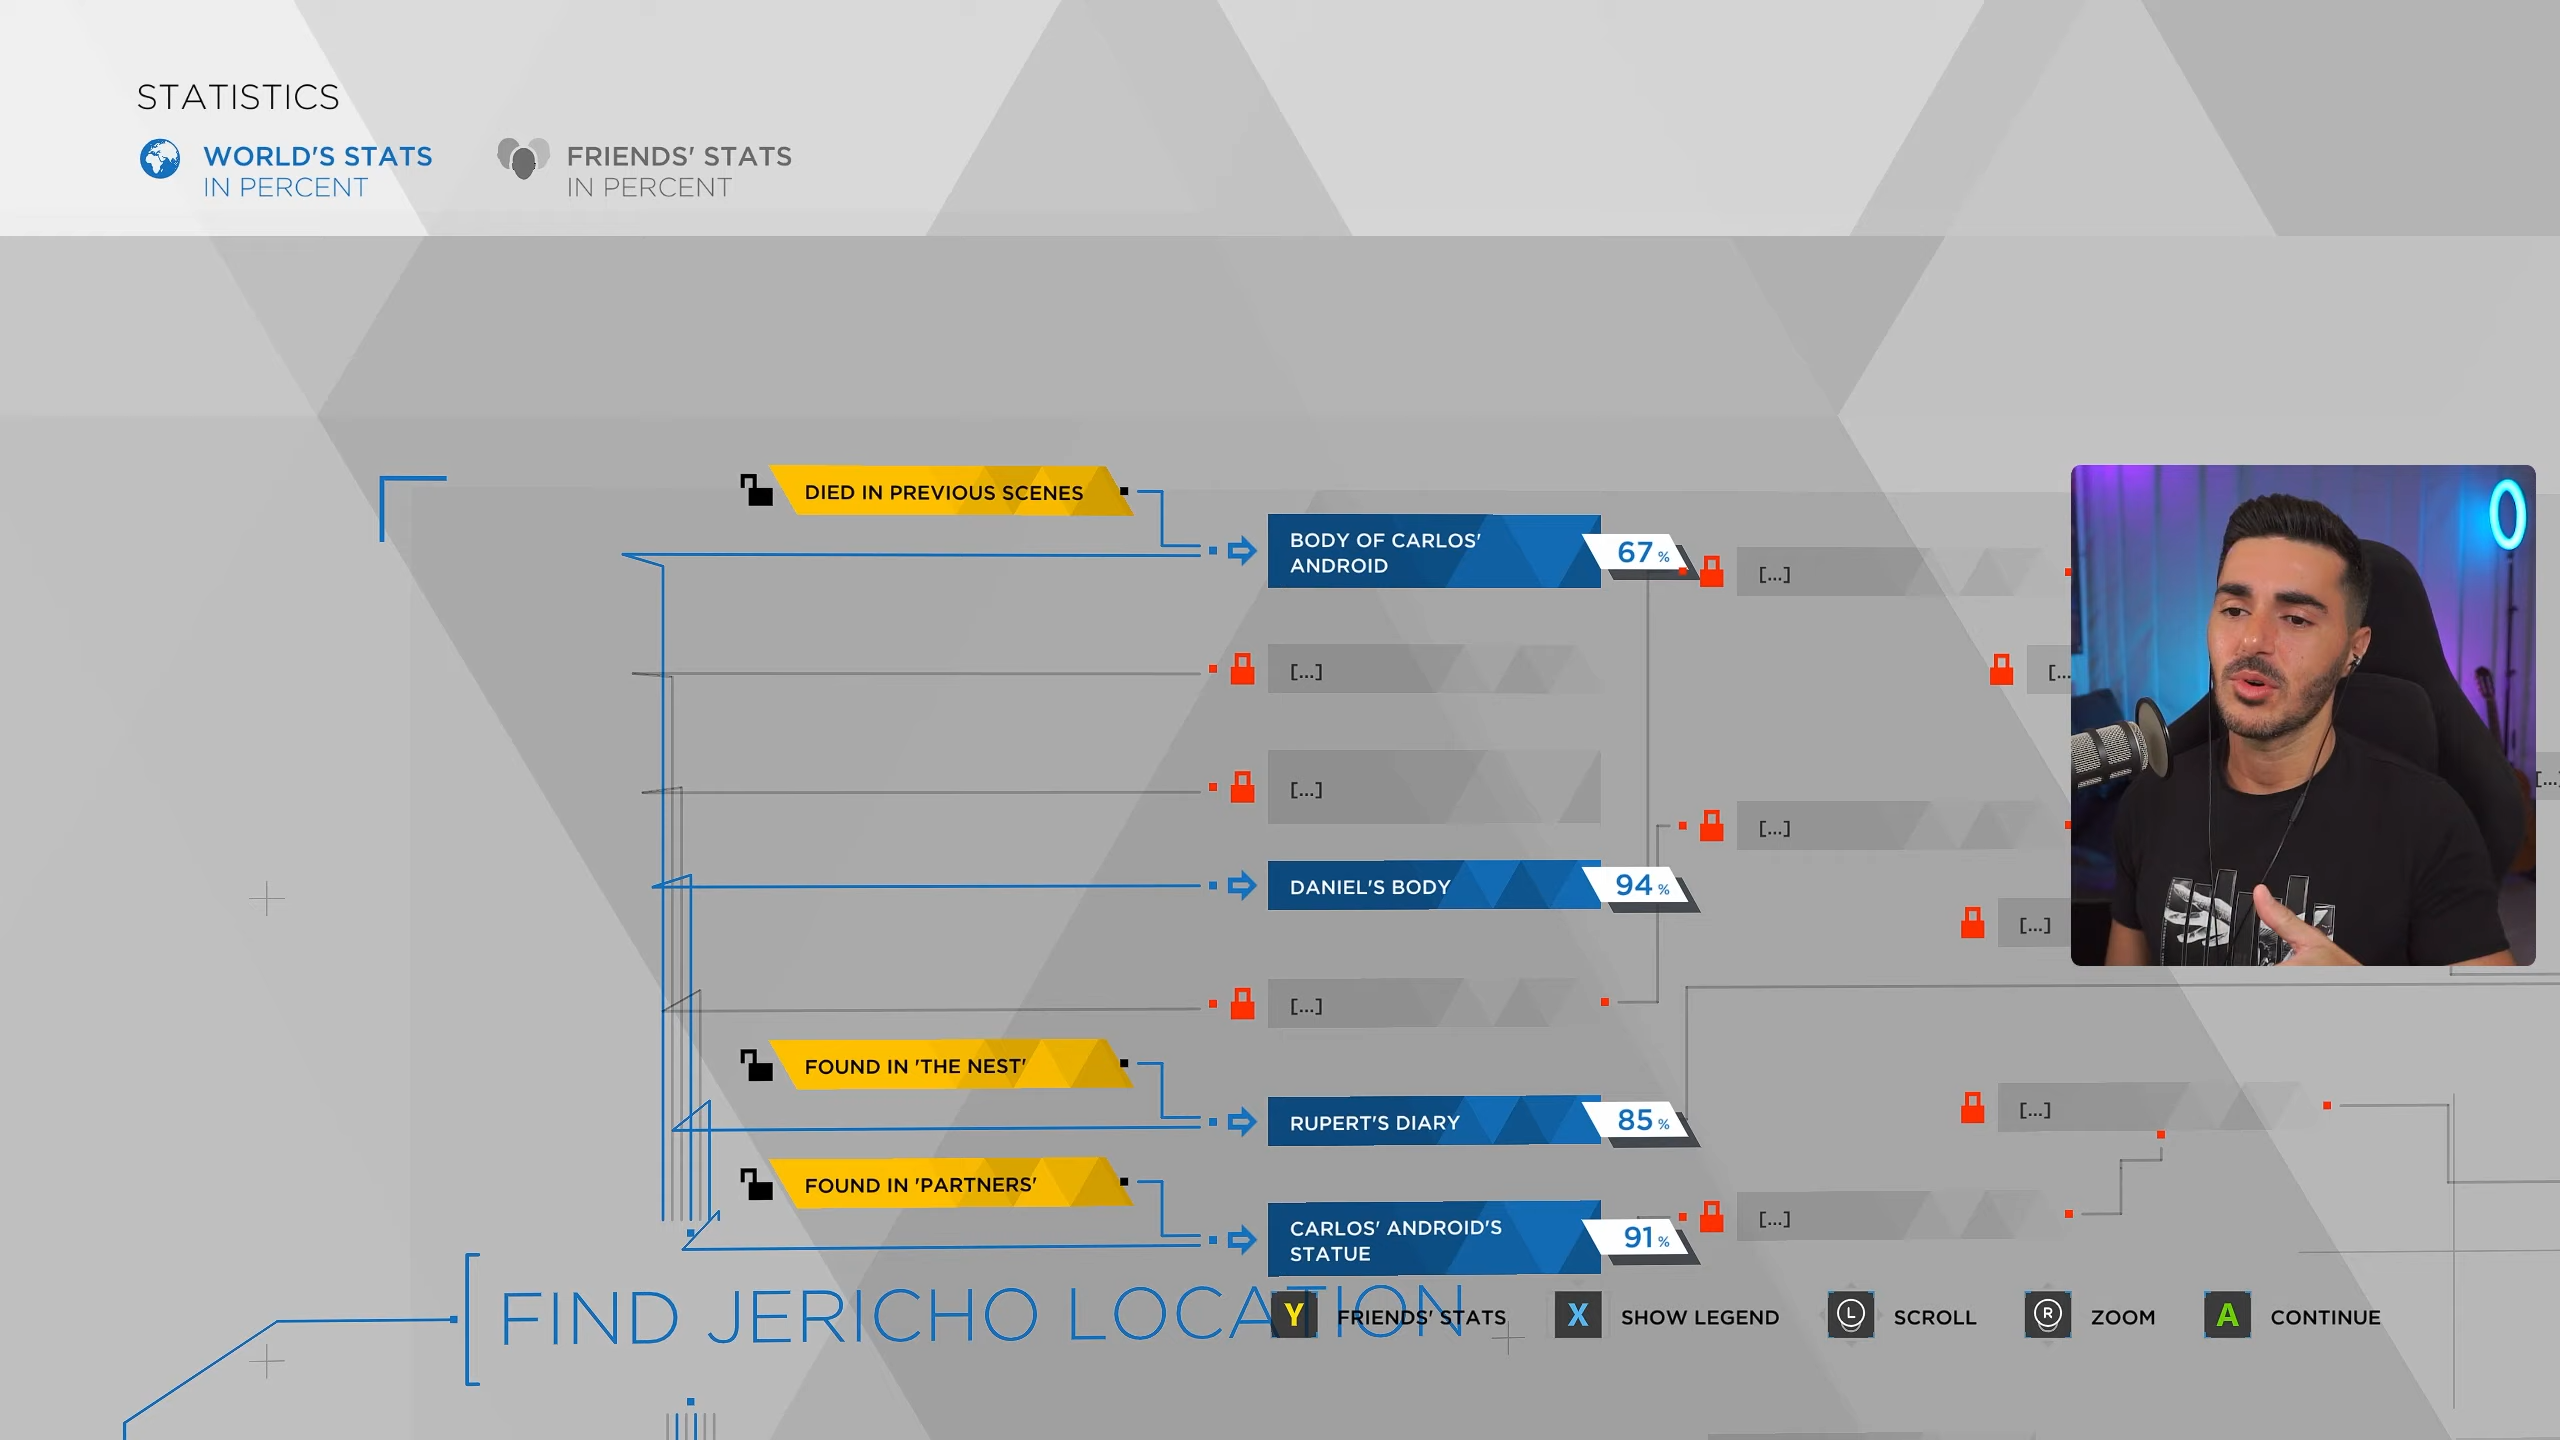 STATISTICS
WORLD'S STATS
IN PERCENT
FRIENDS' STATS
IN PERCENT
DIED IN PREVIOUS SCENES
BODY OF CARLOS'
ANDROID
67 %
[...]
[...]
[...
[...]
[...
[...]
DANIEL'S BODY
94 %
[...]
[...]
FOUND IN 'THE NEST'
RUPERT'S DIARY
85 %
[...]
FOUND IN 'PARTNERS'
CARLOS' ANDROID'S
STATUE
91 %
[...]
FIND JERICHO LOCATION
Y FRIENDS' STATS
X SHOW LEGEND
L SCROLL
R ZOOM
A CONTINUE